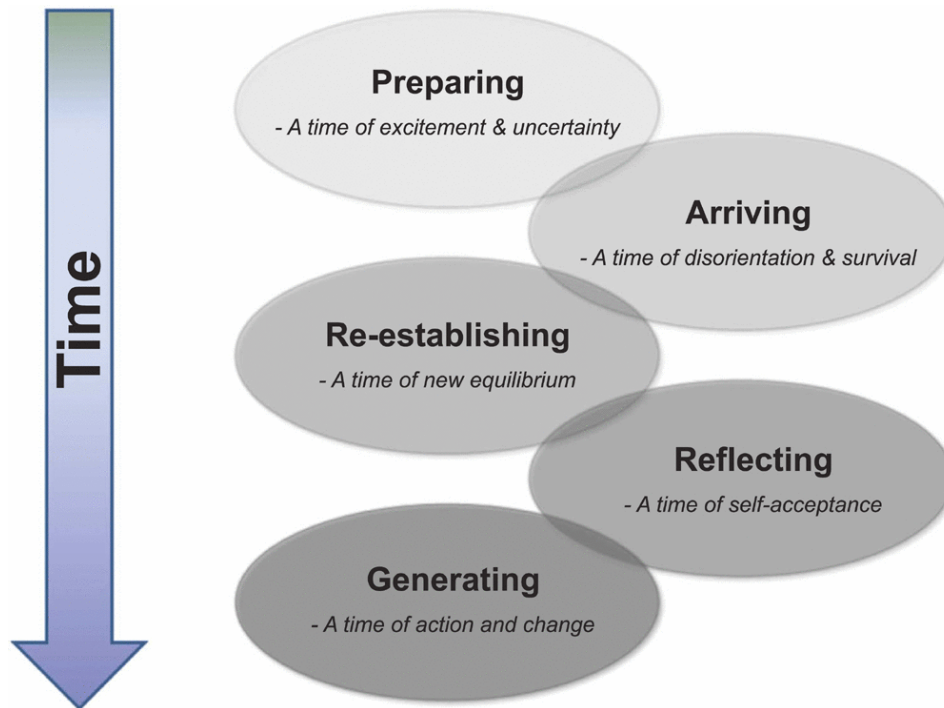 Time
Preparing
- A time of excitement & uncertainty
Arriving
- A time of disorientation & survival
Re-establishing
- A time of new equilibrium
Reflecting
- A time of self-acceptance
Generating
- A time of action and change